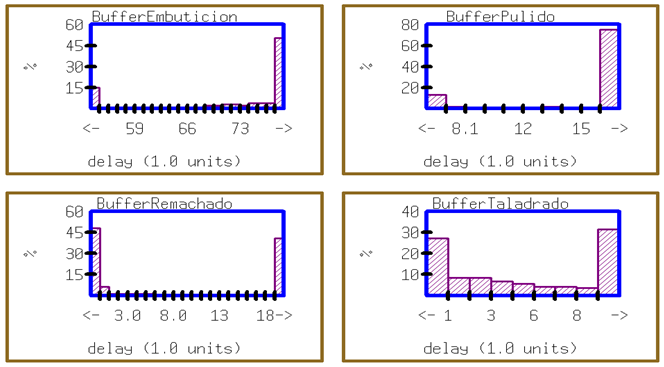 BufferEmbuticion
60
45
30
15
%
<- 59 66 73 ->
delay (1.0 units)
BufferPulido
80
60
40
20
%
<- 8.1 12 15 ->
delay (1.0 units)
BufferRemachado
60
45
30
15
%
<- 3.0 8.0 13 18->
delay (1.0 units)
BufferTaladrado
40
30
20
10
%
<- 1 3 6 8 ->
delay (1.0 units)